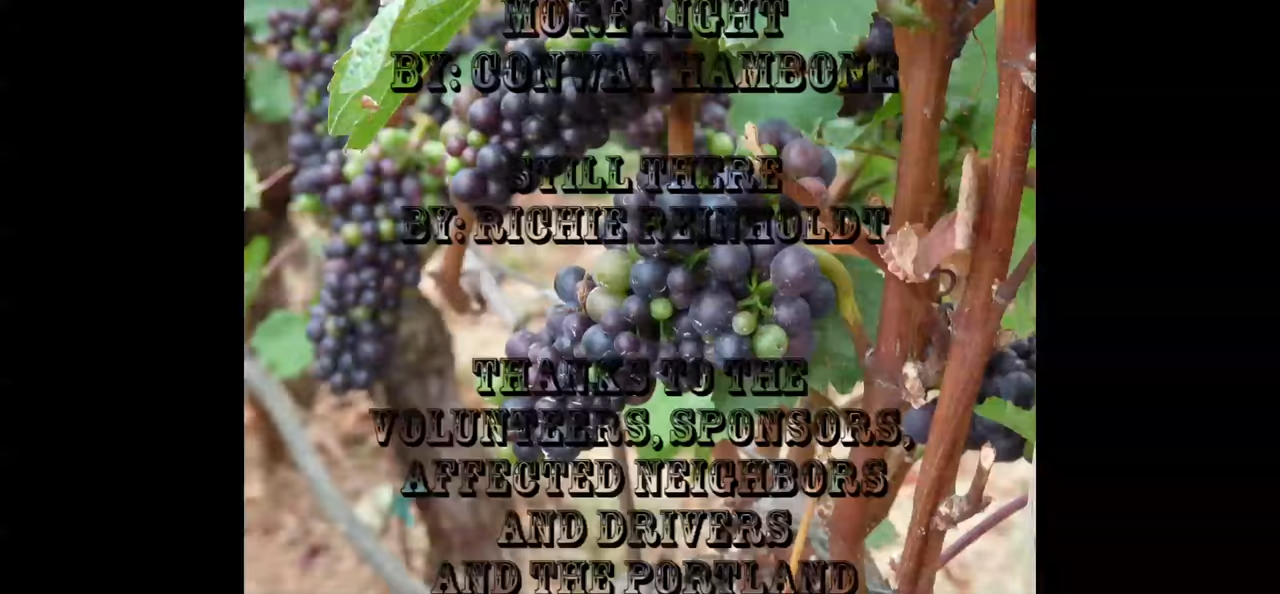 MORE LIGHT
BY: CONWAY HAMBONE
STILL THERE
BY: RICHIE REINHOLDT
THANKS TO THE
VOLUNTEERS, SPONSORS,
AFFECTED NEIGHBORS
AND DRIVERS
AND THE PORTLAND